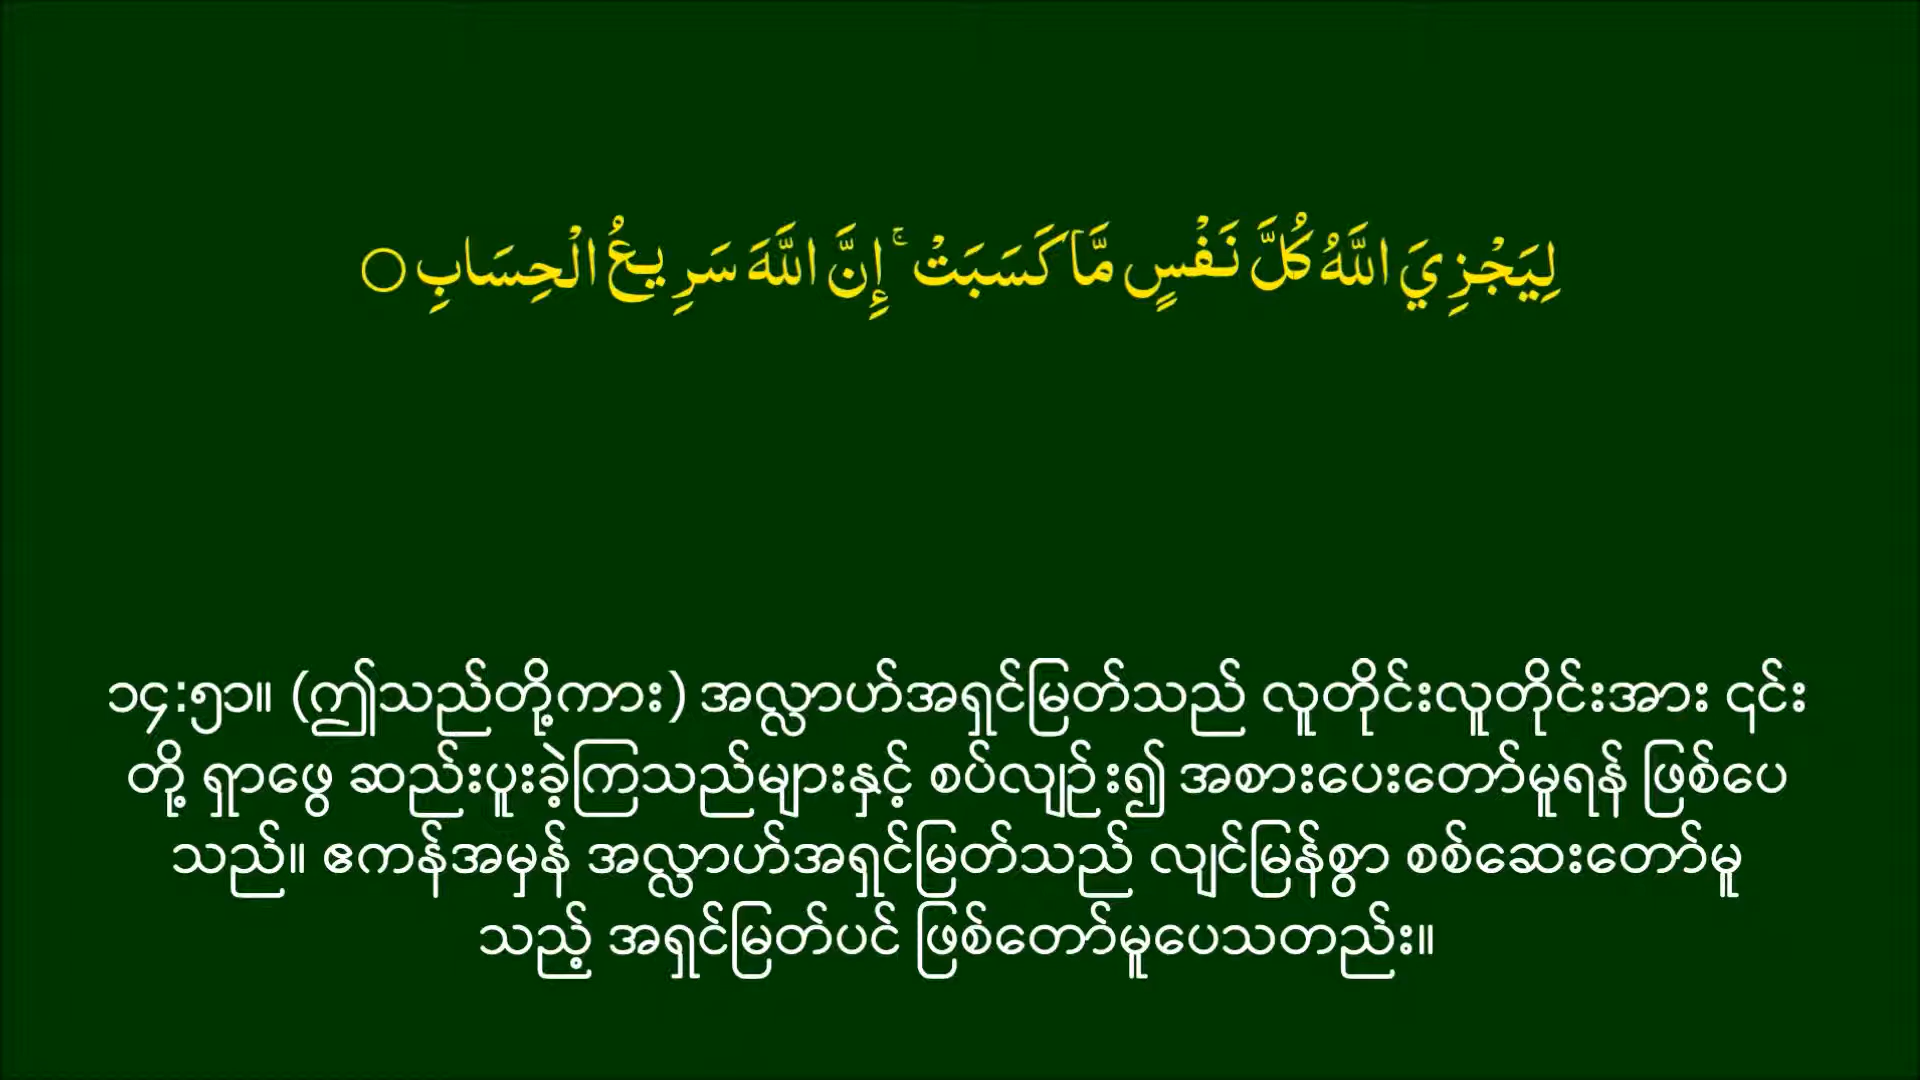 لِيَجْزِيَ اللَّهُ كُلَّ نَفْسٍ مَّا كَسَبَتْ ۚ إِنَّ اللَّهَ سَرِيعُ الْحِسَابِ ۝
၁၄:၅၁။ (ဤသည်တို့ကား) အလ္လာဟ်အရှင်မြတ်သည် လူတိုင်းလူတိုင်းအား ၎င်း
တို့ ရှာဖွေ ဆည်းပူးခဲ့ကြသည်များနှင့် စပ်လျဉ်း၍ အစားပေးတော်မူရန် ဖြစ်ပေ
သည်။ ဧကန်အမှန် အလ္လာဟ်အရှင်မြတ်သည် လျင်မြန်စွာ စစ်ဆေးတော်မူ
သည့် အရှင်မြတ်ပင် ဖြစ်တော်မူပေသတည်း။